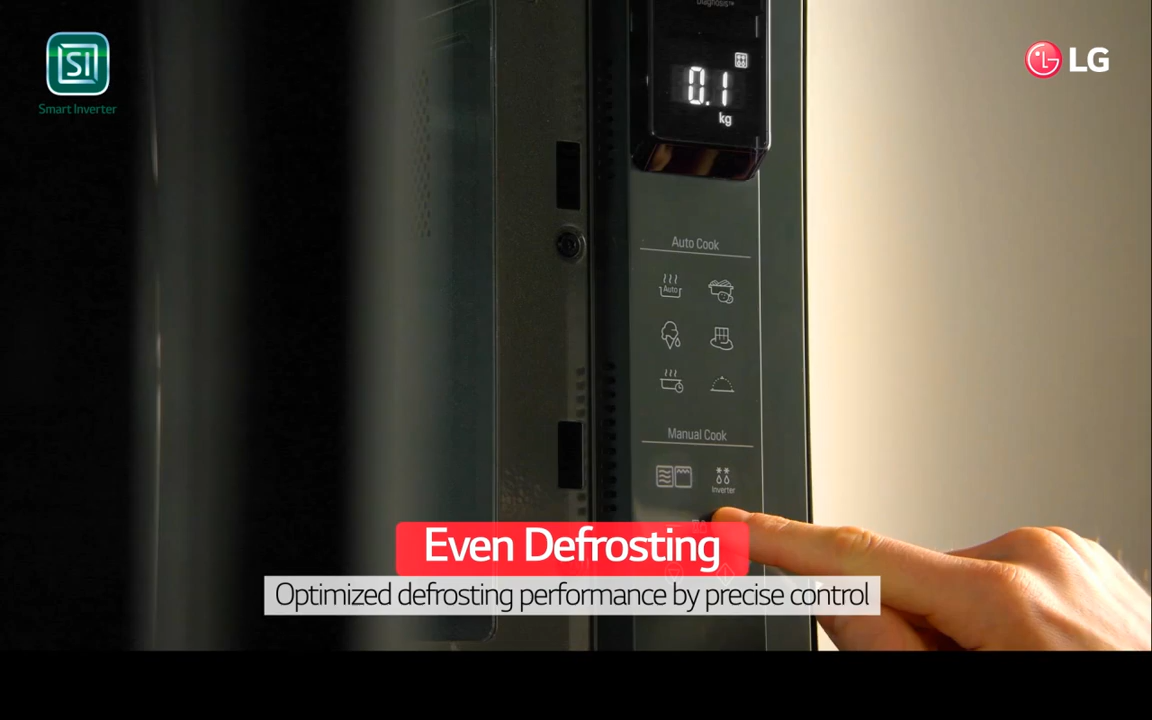 Diagnosis™
SI
Smart Inverter
LG
0.1
kg
Auto Cook
Auto
Manual Cook
Inverter
Even Defrosting
Optimized defrosting performance by precise control